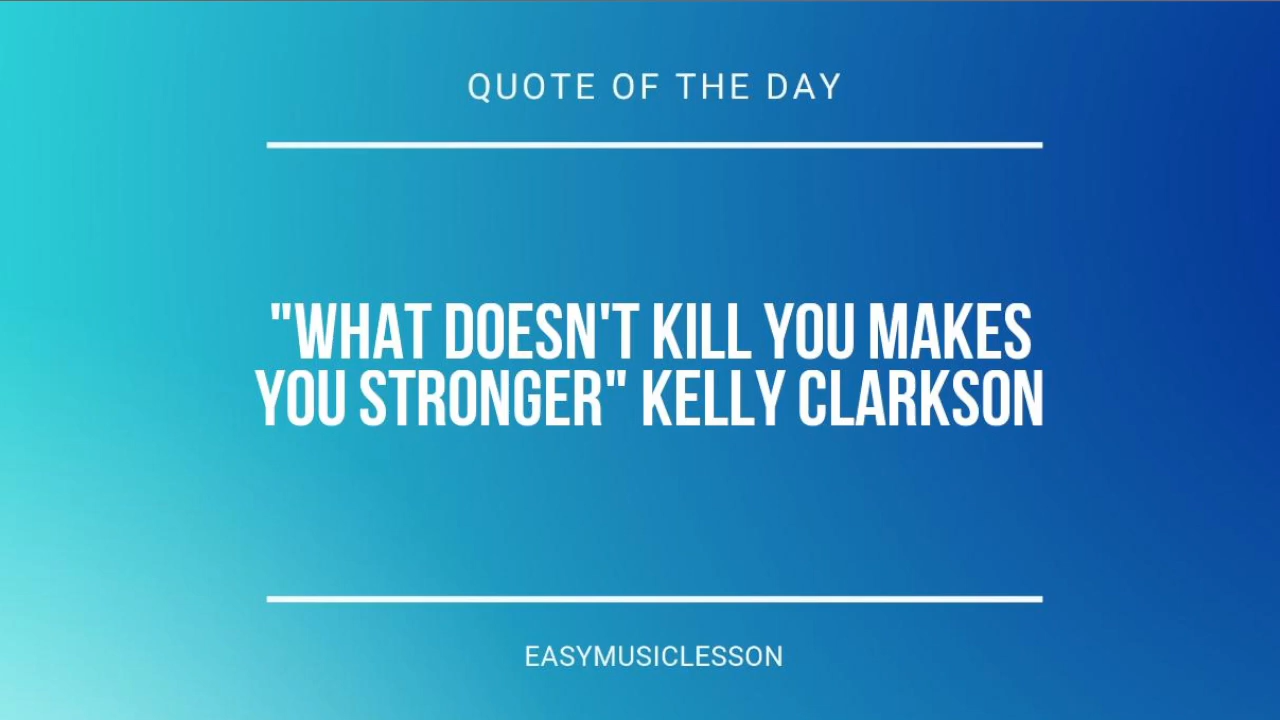 QUOTE OF THE DAY
"WHAT DOESN'T KILL YOU MAKES
YOU STRONGER" KELLY CLARKSON
EASYMUSICLESSON